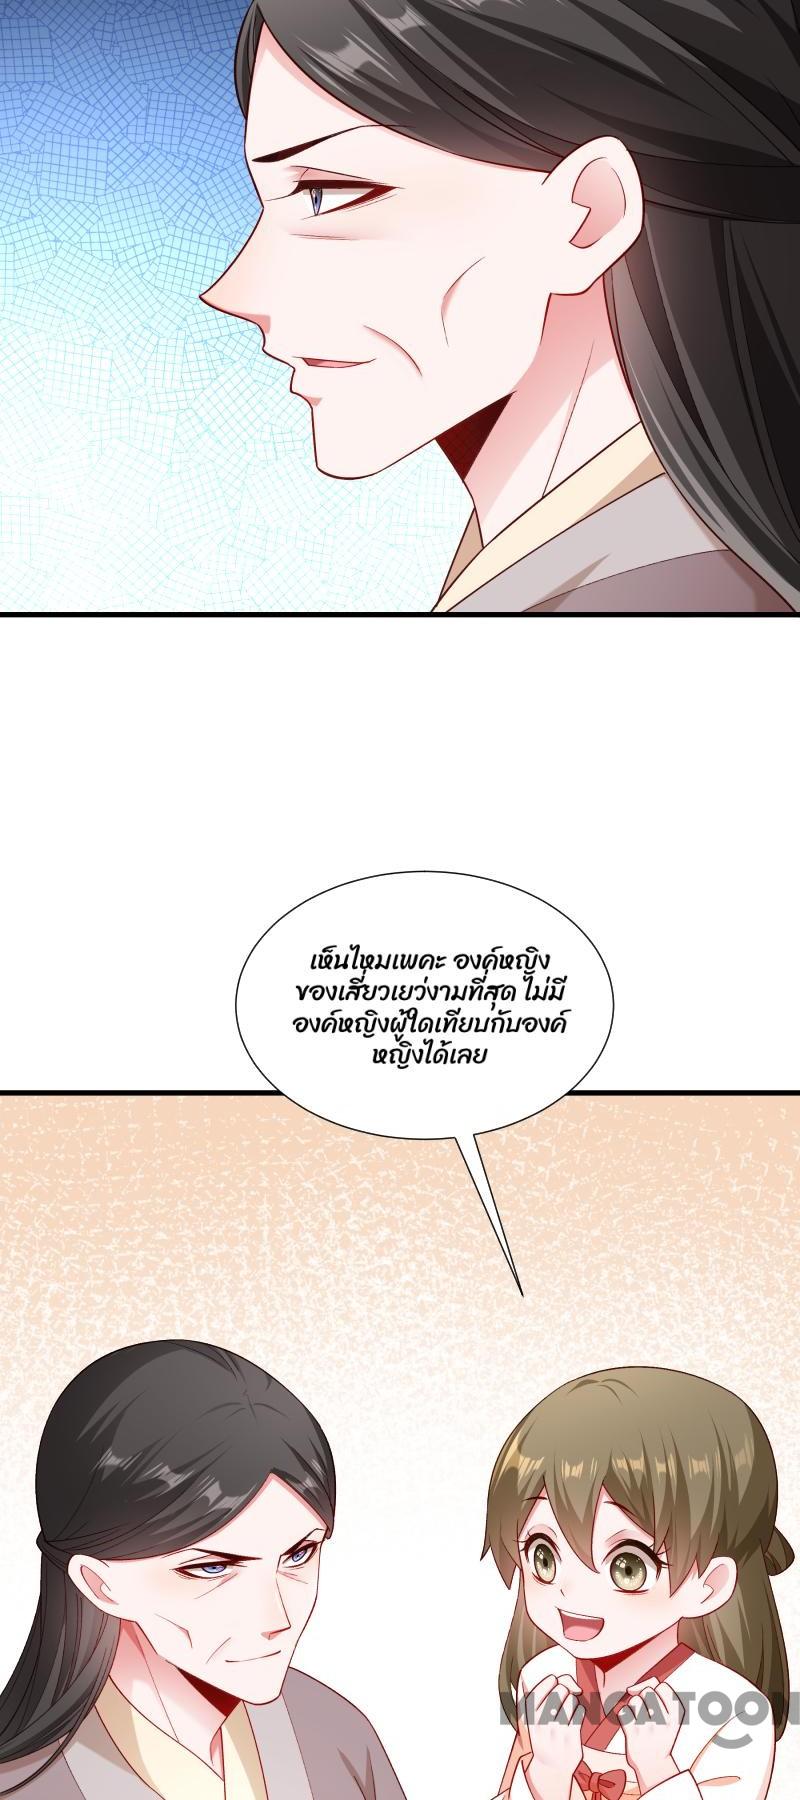 เห็นไหมเพคะ องค์หญิง
ของเสี่ยวเยว่งามที่สุด ไม่มี
องค์หญิงผู้ใดเทียบกับองค์
หญิงได้เลย
MANGATOON